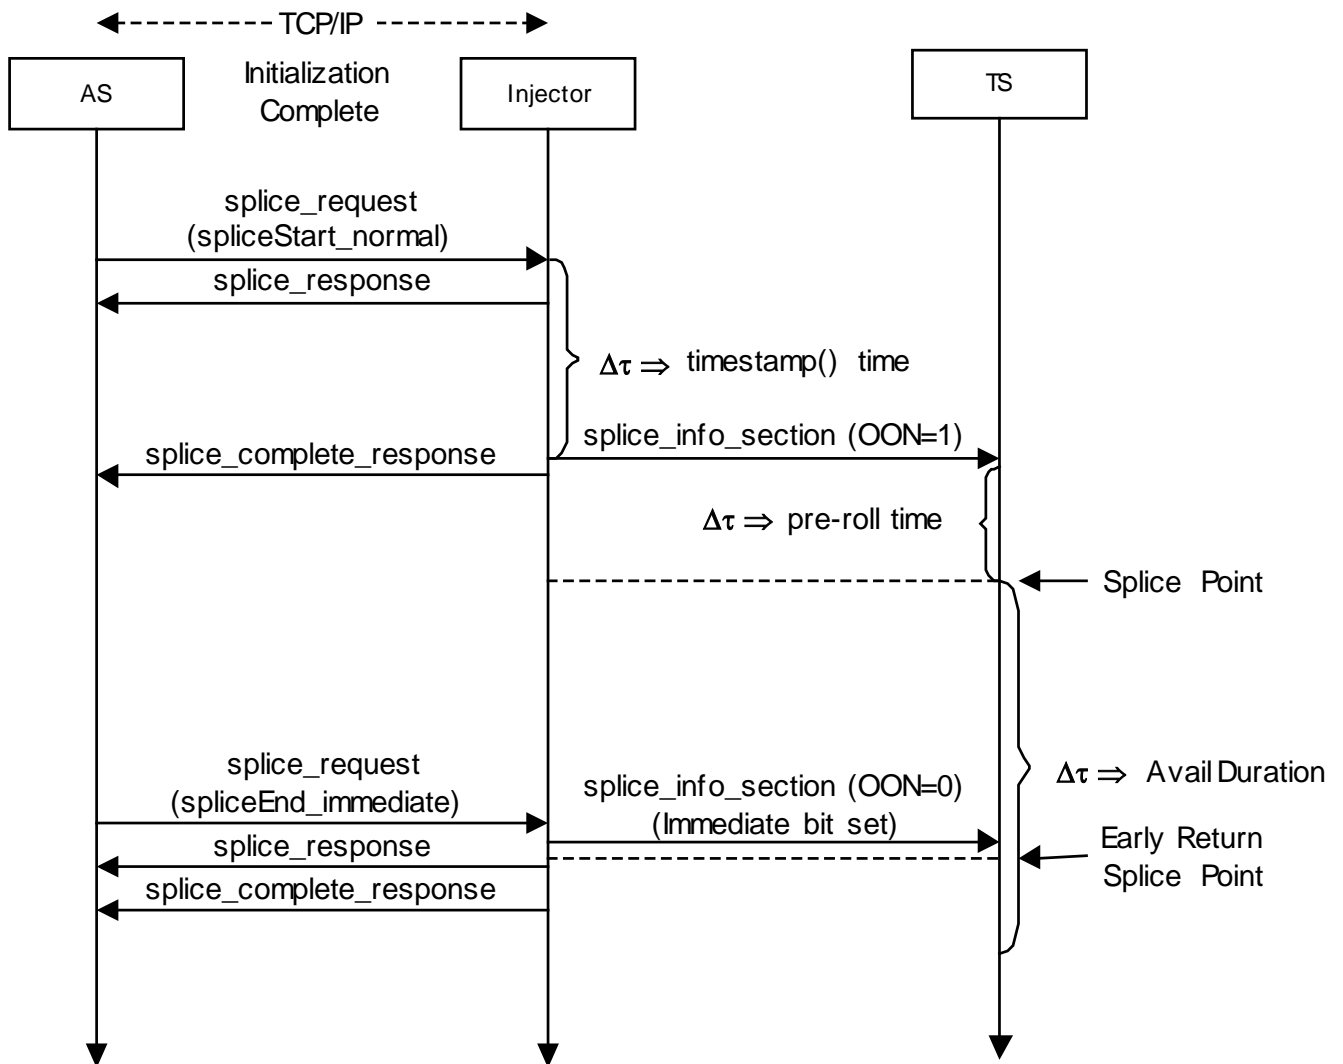 TCP/IP
AS
Initialization
Complete
Injector
TS
splice_request
(spliceStart_normal)
splice_response
Δτ ⇒ timestamp() time
splice_info_section (OON=1)
splice_complete_response
Δτ ⇒ pre-roll time
Splice Point
splice_request
(spliceEnd_immediate)
splice_info_section (OON=0)
(Immediate bit set)
Δτ ⇒ Avail Duration
splice_response
Early Return
Splice Point
splice_complete_response